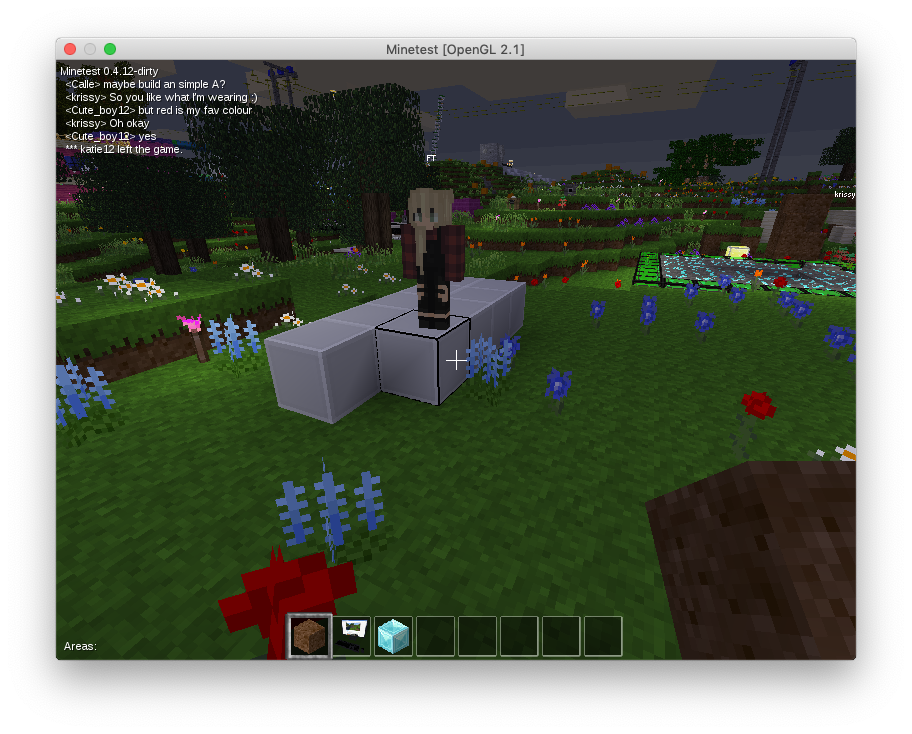 Minetest [OpenGL 2.1]
Minetest 0.4.12-dirty
<Calle> maybe build an simple A?
<krissy> So you like what I'm wearing :)
<Cute_boy12> but red is my fav colour
<krissy> Oh okay
<Cute_boy12> yes
*** katie12 left the game.
FT
krissy
Areas: